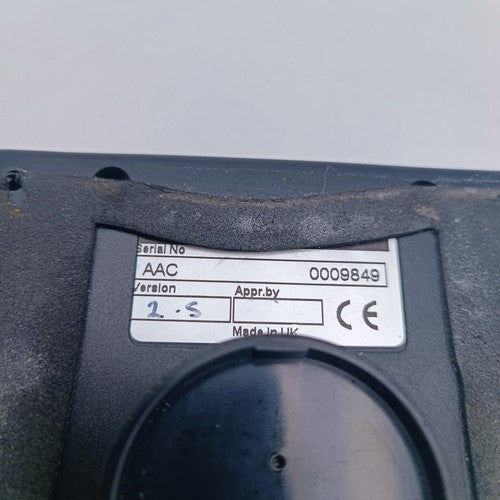 Serial No
AAC 0009849
Version Appr.by
2.5
CE
Made in UK